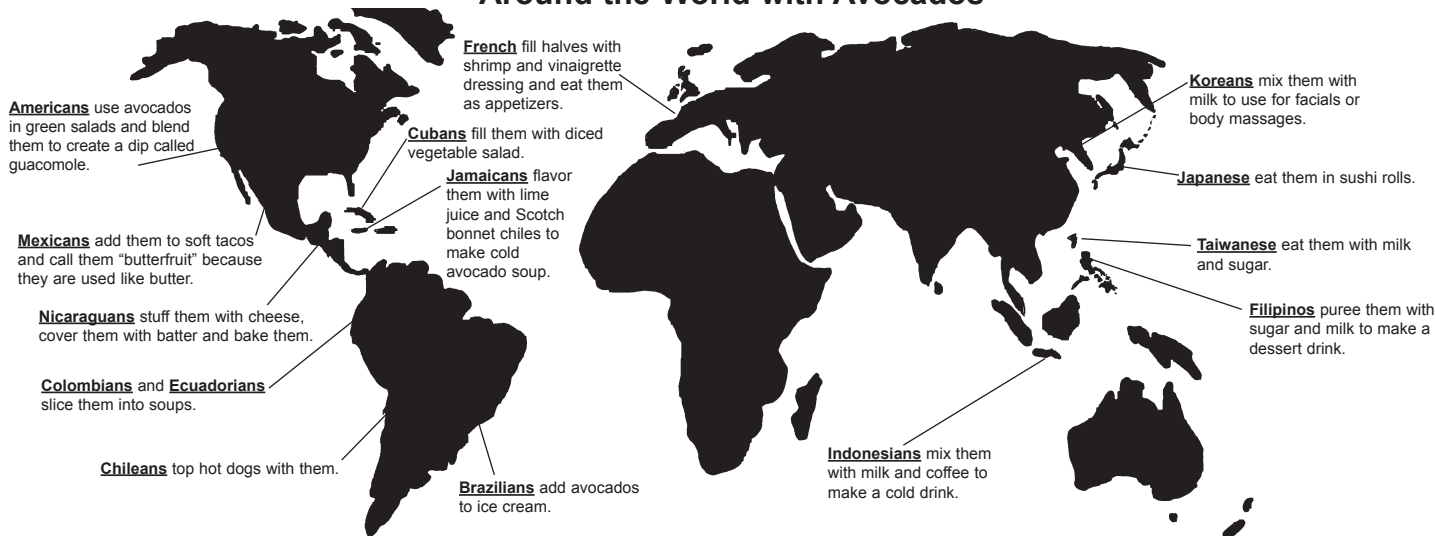 Around the World with Avocados
French fill halves with
shrimp and vinaigrette
dressing and eat them
as appetizers.
Koreans mix them with
milk to use for facials or
body massages.
Americans use avocados
in green salads and blend
them to create a dip called
guacomole.
Cubans fill them with diced
vegetable salad.
Jamaicans flavor
them with lime
juice and Scotch
bonnet chiles to
make cold
avocado soup.
Japanese eat them in sushi rolls.
Mexicans add them to soft tacos
and call them “butterfruit” because
they are used like butter.
Taiwanese eat them with milk
and sugar.
Nicaraguans stuff them with cheese,
cover them with batter and bake them.
Filipinos puree them with
sugar and milk to make a
dessert drink.
Colombians and Ecuadorians
slice them into soups.
Chileans top hot dogs with them.
Brazilians add avocados
to ice cream.
Indonesians mix them
with milk and coffee to
make a cold drink.